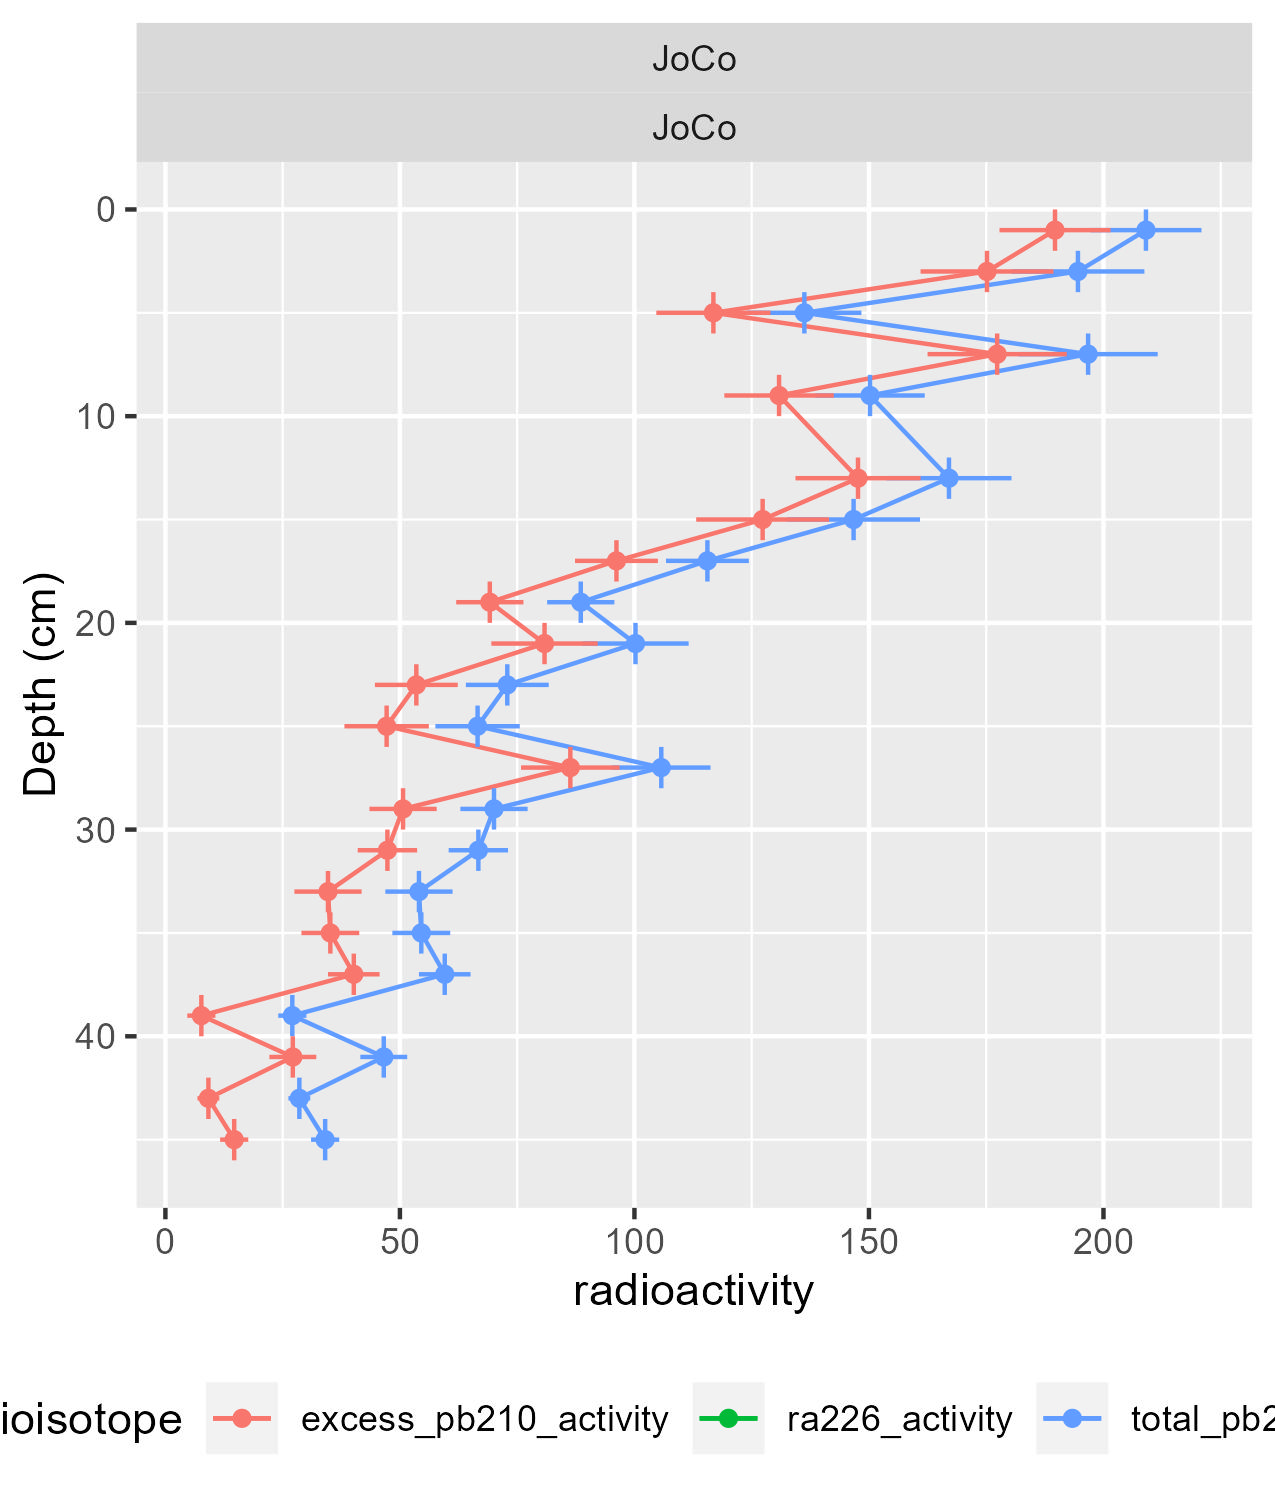 JoCo
JoCo
0
10
20
30
40
Depth (cm)
0 50 100 150 200
radioactivity
ioisotope excess_pb210_activity ra226_activity total_pb2